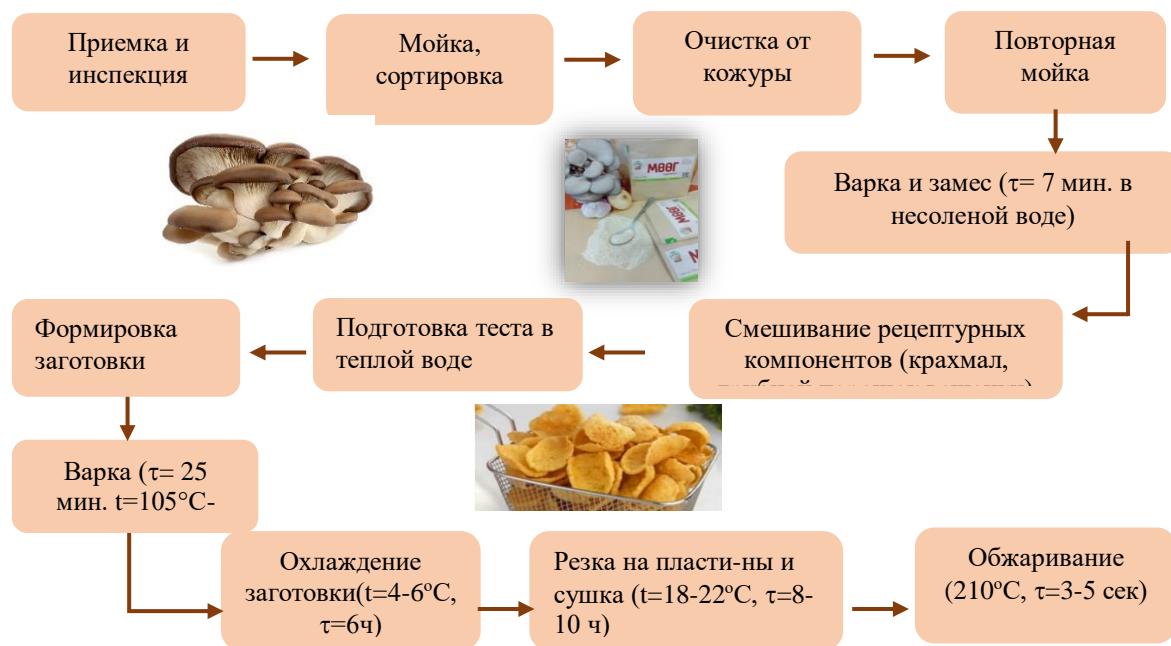 Приемка и
инспекция
Мойка,
сортировка
Очистка от
кожуры
Повторная
мойка
МӨӨГ
Варка и замес (τ= 7 мин. в
несоленой воде)
Смешивание рецептурных
компонентов (крахмал,
Подготовка теста в
теплой воде
Формировка
заготовки
Варка (τ= 25
мин. t=105°C-
Охлаждение
заготовки(t=4-6ºC,
τ=6ч)
Резка на пласти-ны и
сушка (t=18-22ºC, τ=8-
10 ч)
Обжаривание
(210ºC, τ=3-5 сек)